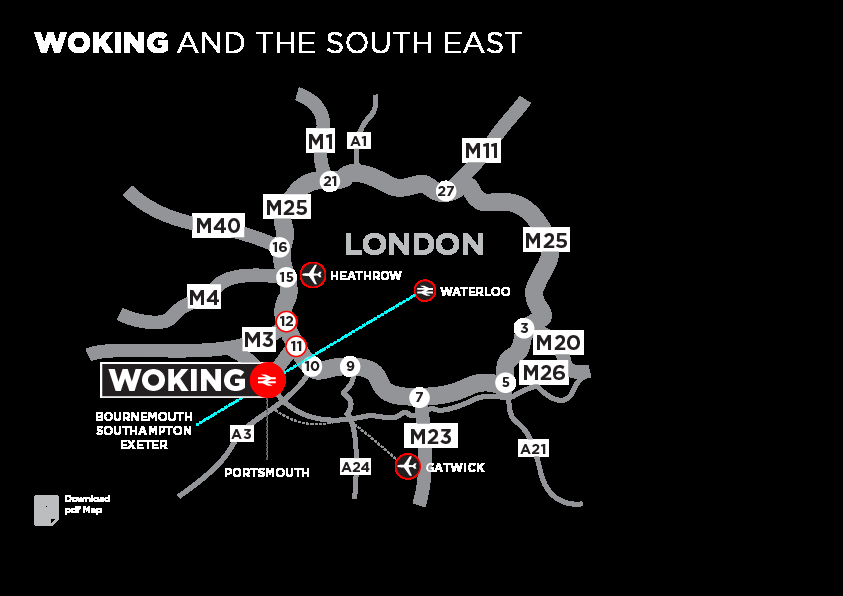 WOKING AND THE SOUTH EAST
M1
A1
M11
21
27
M25
M40
M25
16
LONDON
15
HEATHROW
WATERLOO
M4
12
3
M3
11
M20
10
9
M26
WOKING
5
7
BOURNEMOUTH
SOUTHAMPTON
EXETER
A3
M23
A21
PORTSMOUTH
A24
GATWICK
Download
pdf Map